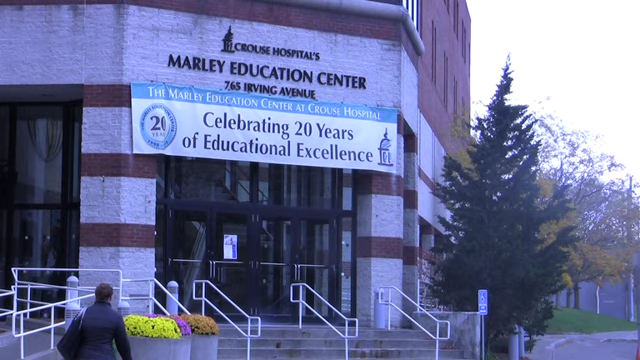 CROUSE HOSPITAL'S
MARLEY EDUCATION CENTER
765 IRVING AVENUE
THE MARLEY EDUCATION CENTER AT CROUSE HOSPITAL
20
YEARS
Celebrating 20 Years
of Educational Excellence